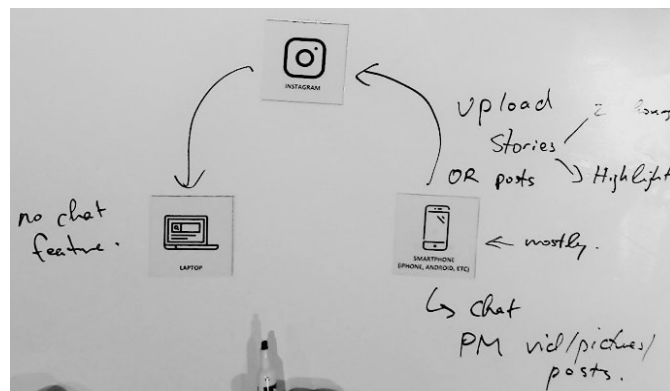 INSTAGRAM
upload
Stories
Highlight
OR posts
no chat
feature.
LAPTOP
SMARTPHONE
(IPHONE, ANDROID, ETC)
← mostly.
↳ chat
PM vid/pictures/
posts.